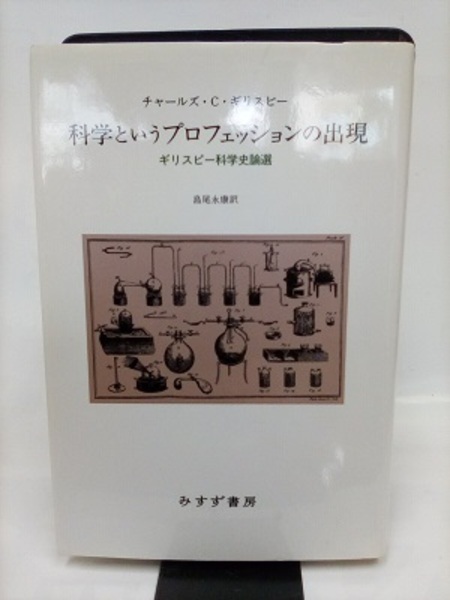 チャールズ・C・ギリスピー
科学というプロフェッションの出現
ギリスピー科学史論選
島尾永康訳
みすず書房